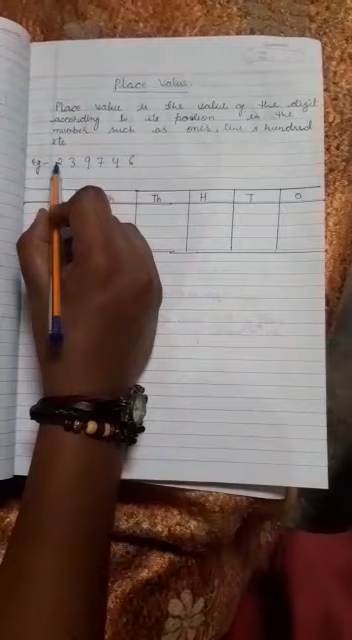 Place Value
Place value is the value of the digit
according to its position in the
number such as ones, tens, hundred
etc
eg - 239746
Th H T O